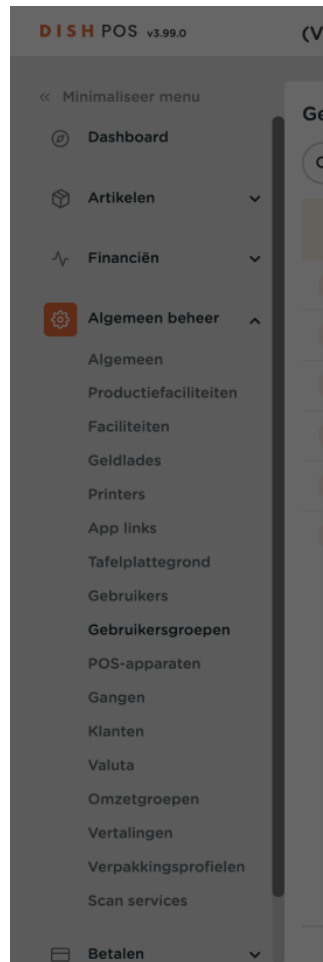 DISH POS v3.99.0
(V
« Minimaliseer menu
Ge
Dashboard
Artikelen
Financiën
Algemeen beheer
Algemeen
Productiefaciliteiten
Faciliteiten
Geldlades
Printers
App links
Tafelplattegrond
Gebruikers
Gebruikersgroepen
POS-apparaten
Gangen
Klanten
Valuta
Omzetgroepen
Vertalingen
Verpakkingsprofielen
Scan services
Betalen